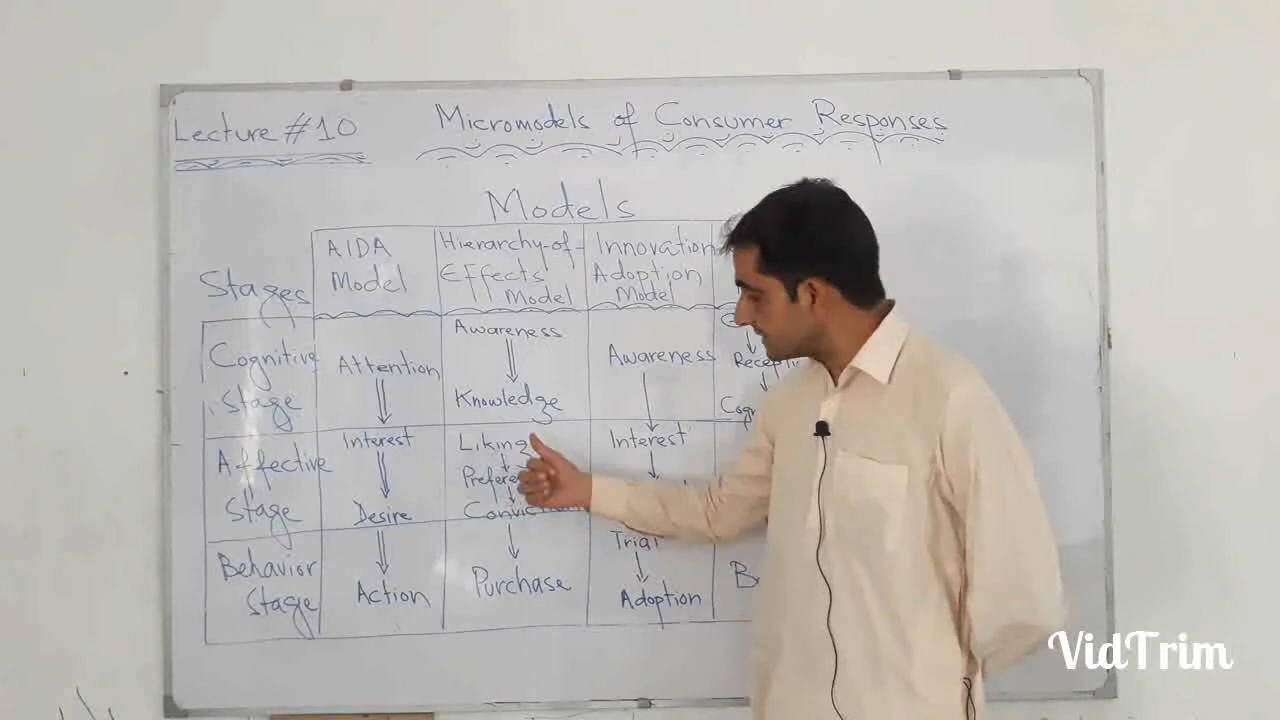 Lecture #10
Micromodels of Consumer Responses
Models
Stages
AIDA
Model
Hierarchy-of-
Effects
Model
Innovation
Adoption
Model
Cognitive
Stage
Attention
Awareness
Knowledge
Awareness
Affective
Stage
Interest
Desire
Liking
Interest
Behavior
Stage
Action
Purchase
Trial
Adoption
VidTrim